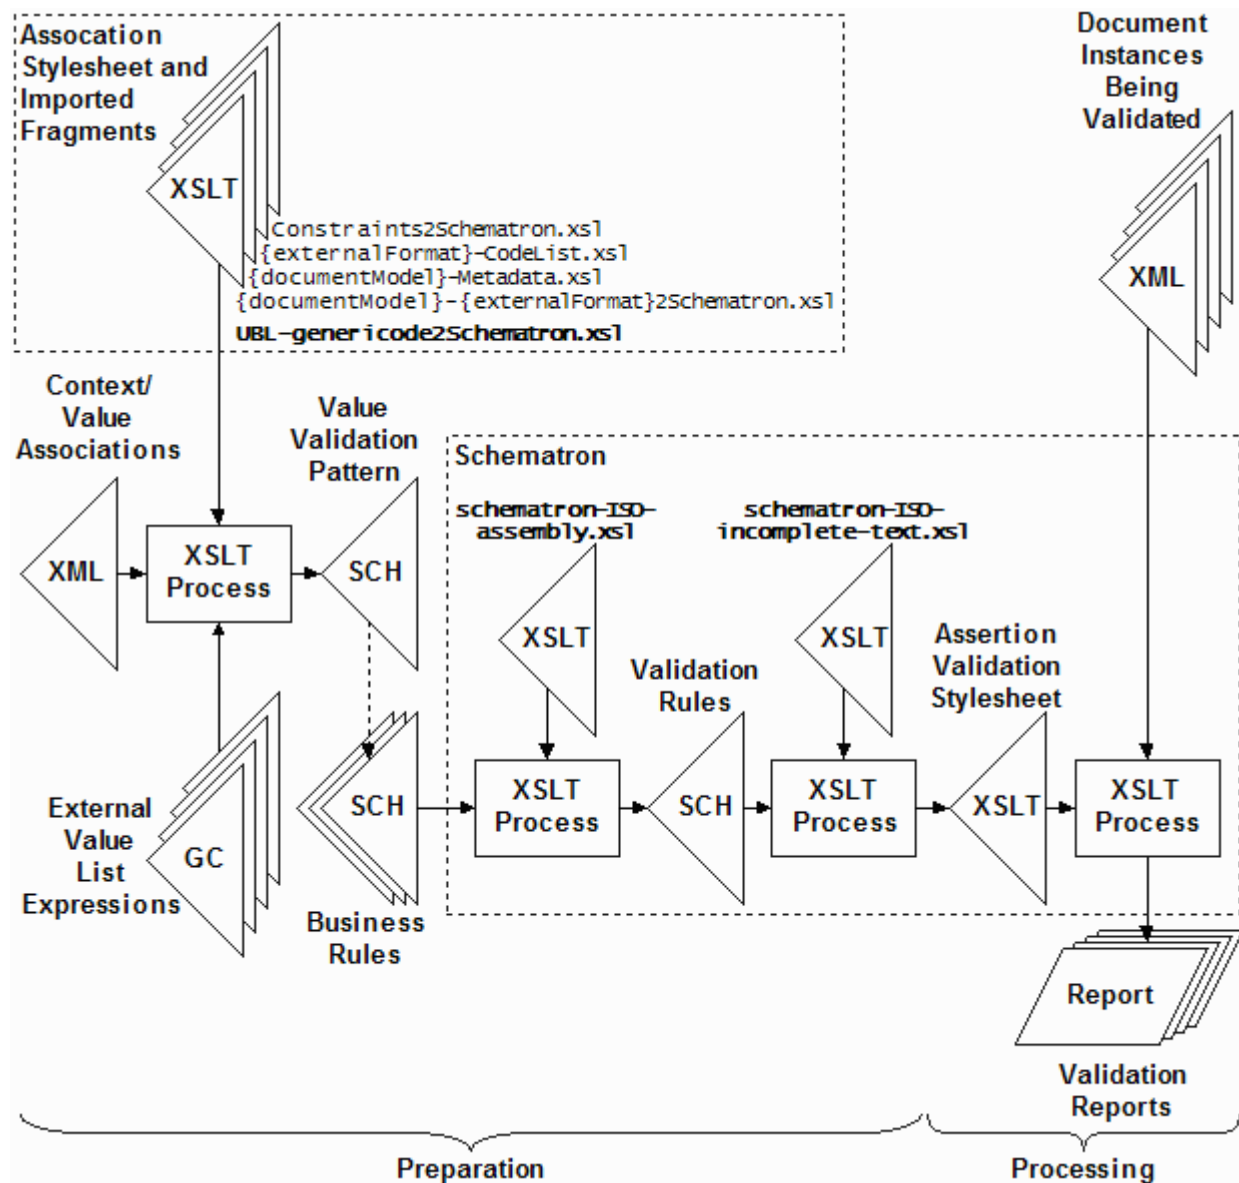 Assocation
Stylesheet and
Imported
Fragments
XSLT
Constraints2Schematron.xsl
{externalFormat}-CodeList.xsl
{documentModel}-Metadata.xsl
{documentModel}-{externalFormat}2Schematron.xsl
UBL-genericode2Schematron.xsl
Document
Instances
Being
Validated
XML
Context/
Value
Associations
XML
XSLT
Process
Value
Validation
Pattern
SCH
External
Value
List
Expressions
GC
SCH
Business
Rules
Schematron
schematron-ISO-
assembly.xsl
XSLT
XSLT
Process
Validation
Rules
SCH
schematron-ISO-
incomplete-text.xsl
XSLT
XSLT
Process
Assertion
Validation
Stylesheet
XSLT
XSLT
Process
Report
Validation
Reports
Preparation
Processing